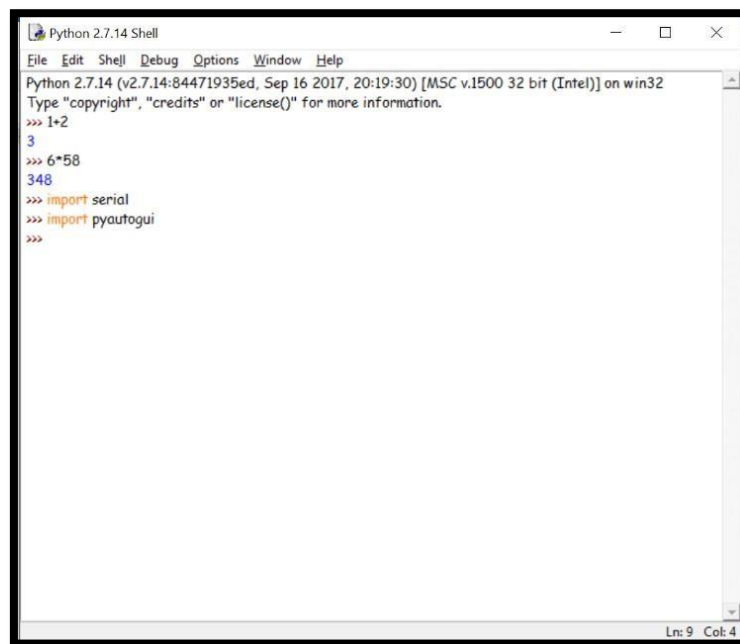 Python 2.7.14 Shell
File Edit Shell Debug Options Window Help
Python 2.7.14 (v2.7.14:84471935ed, Sep 16 2017, 20:19:30) [MSC v.1500 32 bit (Intel)] on win32
Type "copyright", "credits" or "license()" for more information.
>>> 1+2
3
>>> 6*58
348
>>> import serial
>>> import pyautogui
>>>
Ln: 9 Col: 4